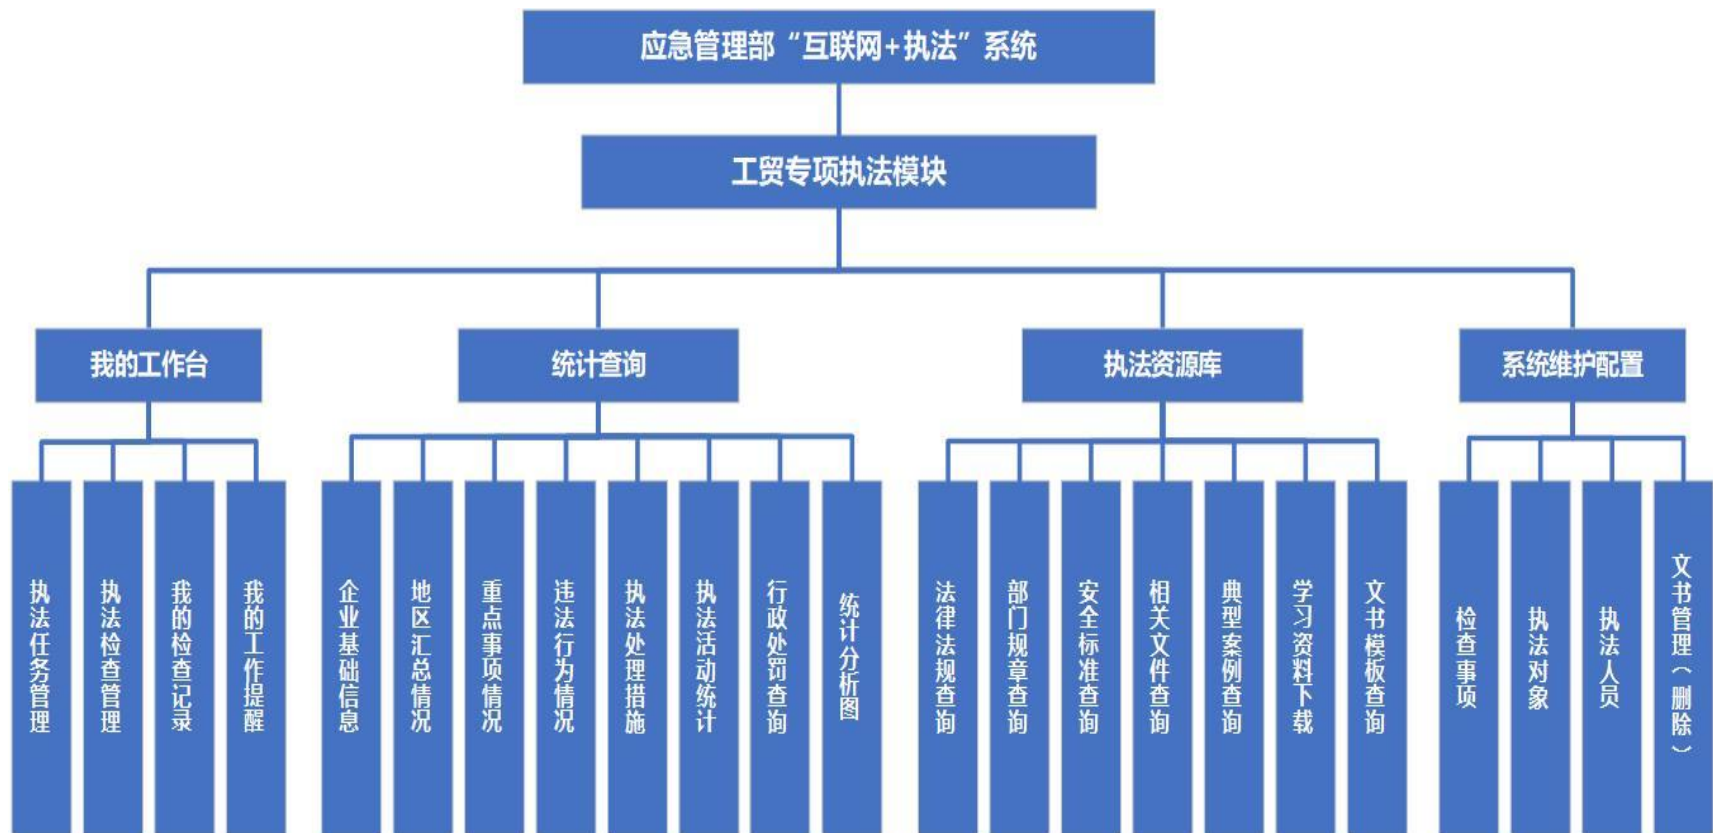 应急管理部“互联网+执法”系统
工贸专项执法模块
我的工作台
统计查询
执法资源库
系统维护配置
执法任务管理
执法检查管理
我的检查记录
我的工作提醒
企业基础信息
地区汇总情况
重点事项情况
违法行为情况
执法处理措施
执法活动统计
行政处罚查询
统计分析图
法律法规查询
部门规章查询
安全标准查询
相关文件查询
典型案例查询
学习资料下载
文书模板查询
检查事项
执法对象
执法人员
文书管理（删除）